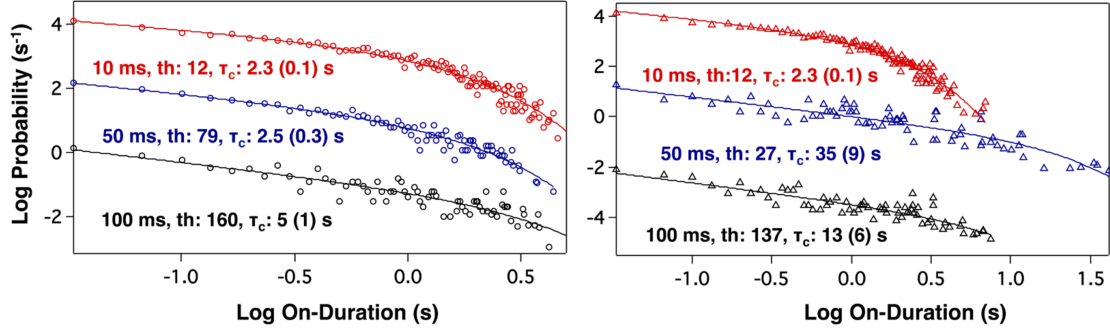 Log Probability (s⁻¹)
4
2
0
-2
10 ms, th: 12, τc: 2.3 (0.1) s
50 ms, th: 79, τc: 2.5 (0.3) s
100 ms, th: 160, τc: 5 (1) s
-1.0 -0.5 0.0 0.5
Log On-Duration (s)
4
2
0
-2
-4
10 ms, th:12, τc: 2.3 (0.1) s
50 ms, th: 27, τc: 35 (9) s
100 ms, th: 137, τc: 13 (6) s
-1.0 -0.5 0.0 0.5 1.0 1.5
Log On-Duration (s)